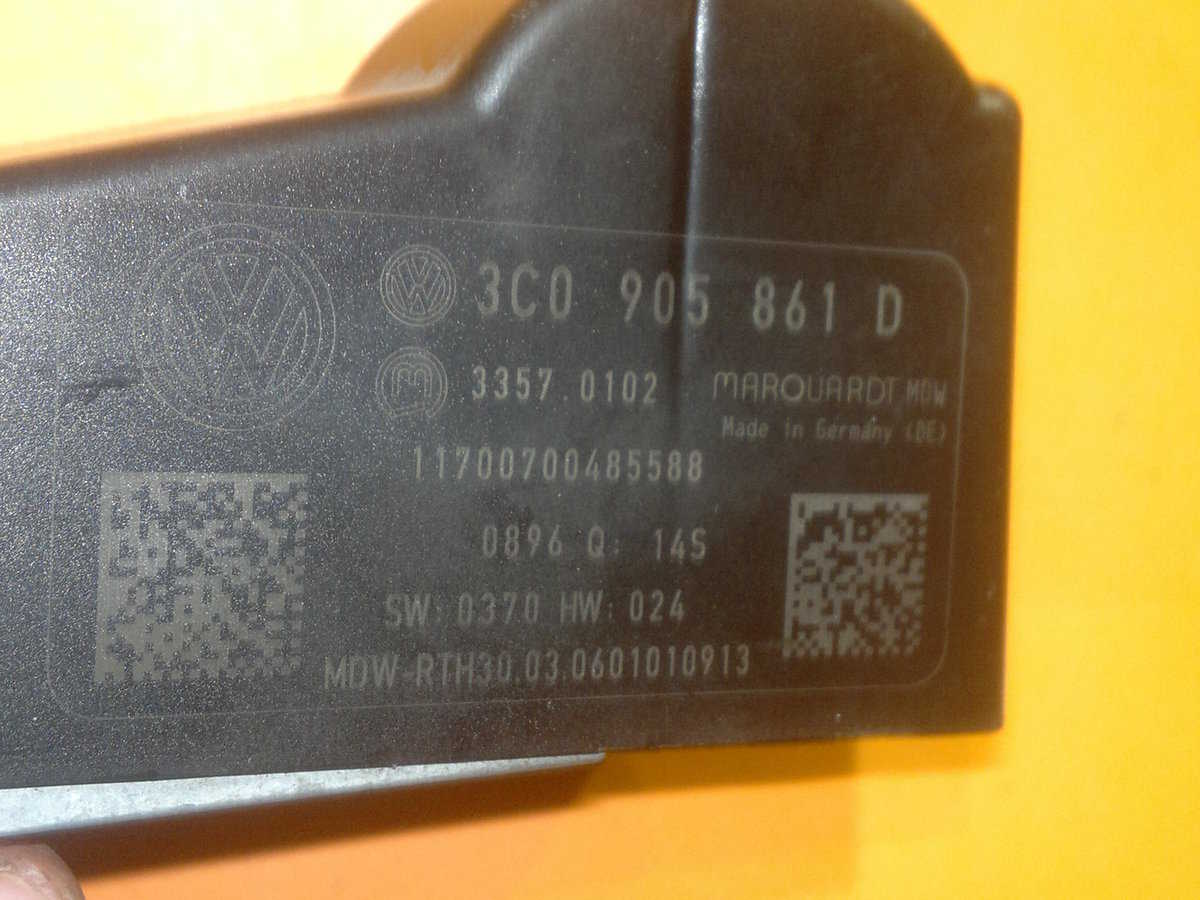 3C0 905 861 D
3357.0102 MARQUARDT MDW
Made in Germany (DE)
11700700485588
0896 Q: 14S
SW: 0370 HW: 024
MDW-RTH30.03.0601010913